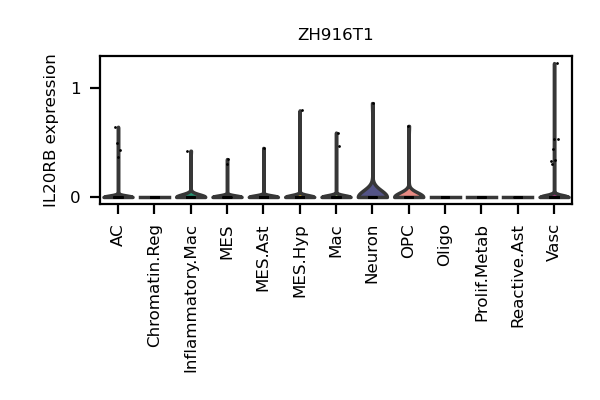 ZH916T1
IL20RB expression
1
0
AC
Chromatin.Reg
Inflammatory.Mac
MES
MES.Ast
MES.Hyp
Mac
Neuron
OPC
Oligo
Prolif.Metab
Reactive.Ast
Vasc